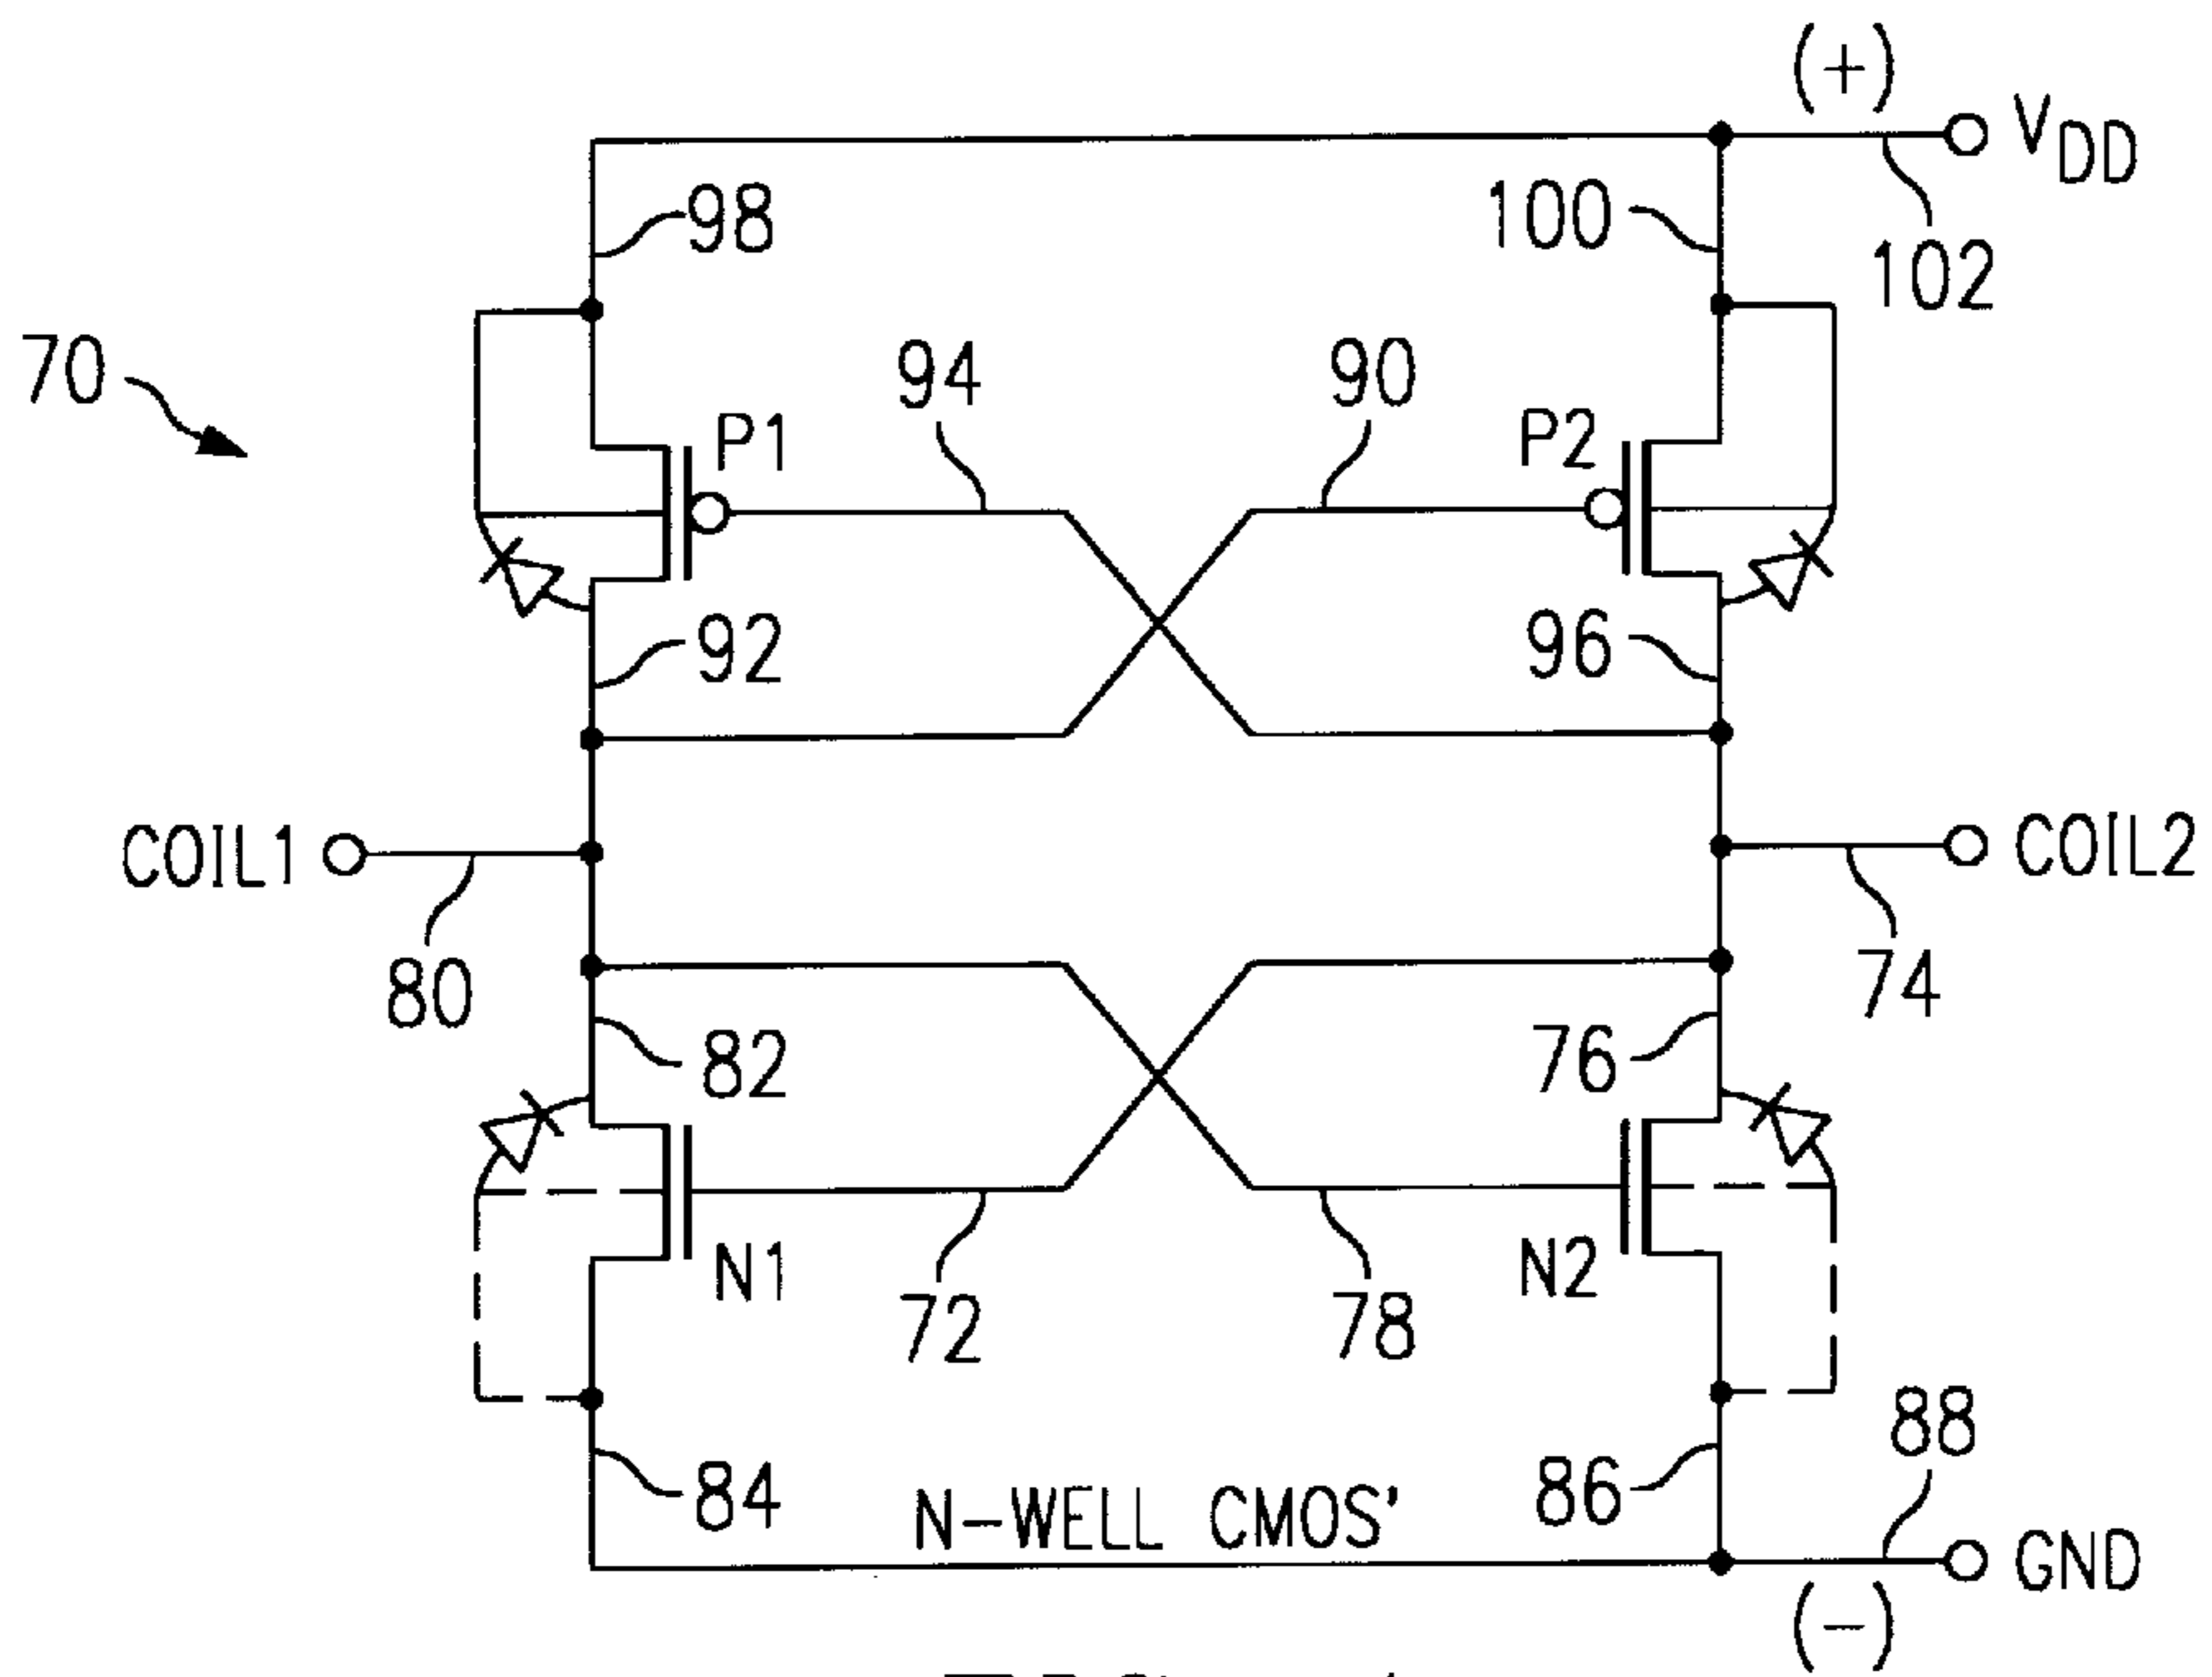 (+)
V_DD
98
100
102
70
94
90
P1
P2
92
96
COIL1
COIL2
80
74
82
76
N1
N2
72
78
88
84
N-WELL CMOS'
86
GND
(-)